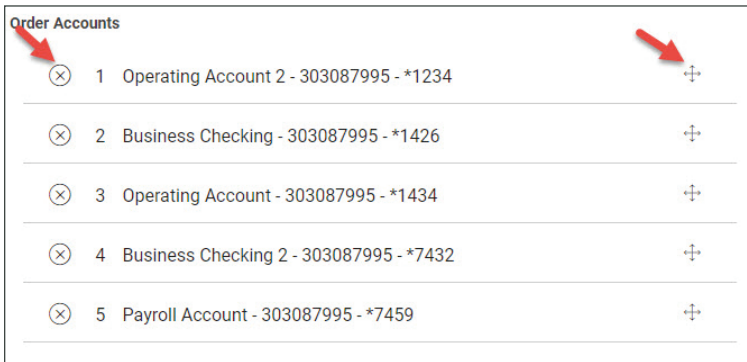 Order Accounts
1 Operating Account 2 - 303087995 - *1234
2 Business Checking - 303087995 - *1426
3 Operating Account - 303087995 - *1434
4 Business Checking 2 - 303087995 - *7432
5 Payroll Account - 303087995 - *7459